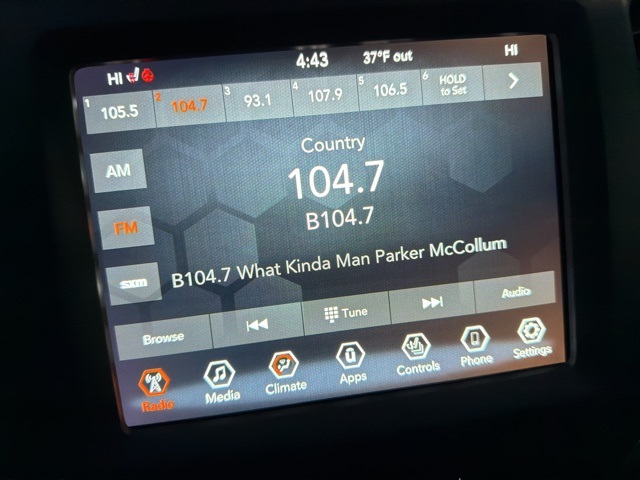 HI 4:43 37°F out HI
1 105.5 2 104.7 3 93.1 4 107.9 5 106.5 6 HOLD to Set
Country
AM
104.7
FM
B104.7
sxm
B104.7 What Kinda Man Parker McCollum
Browse Tune Audio
Radio Media Climate Apps Controls Phone Settings